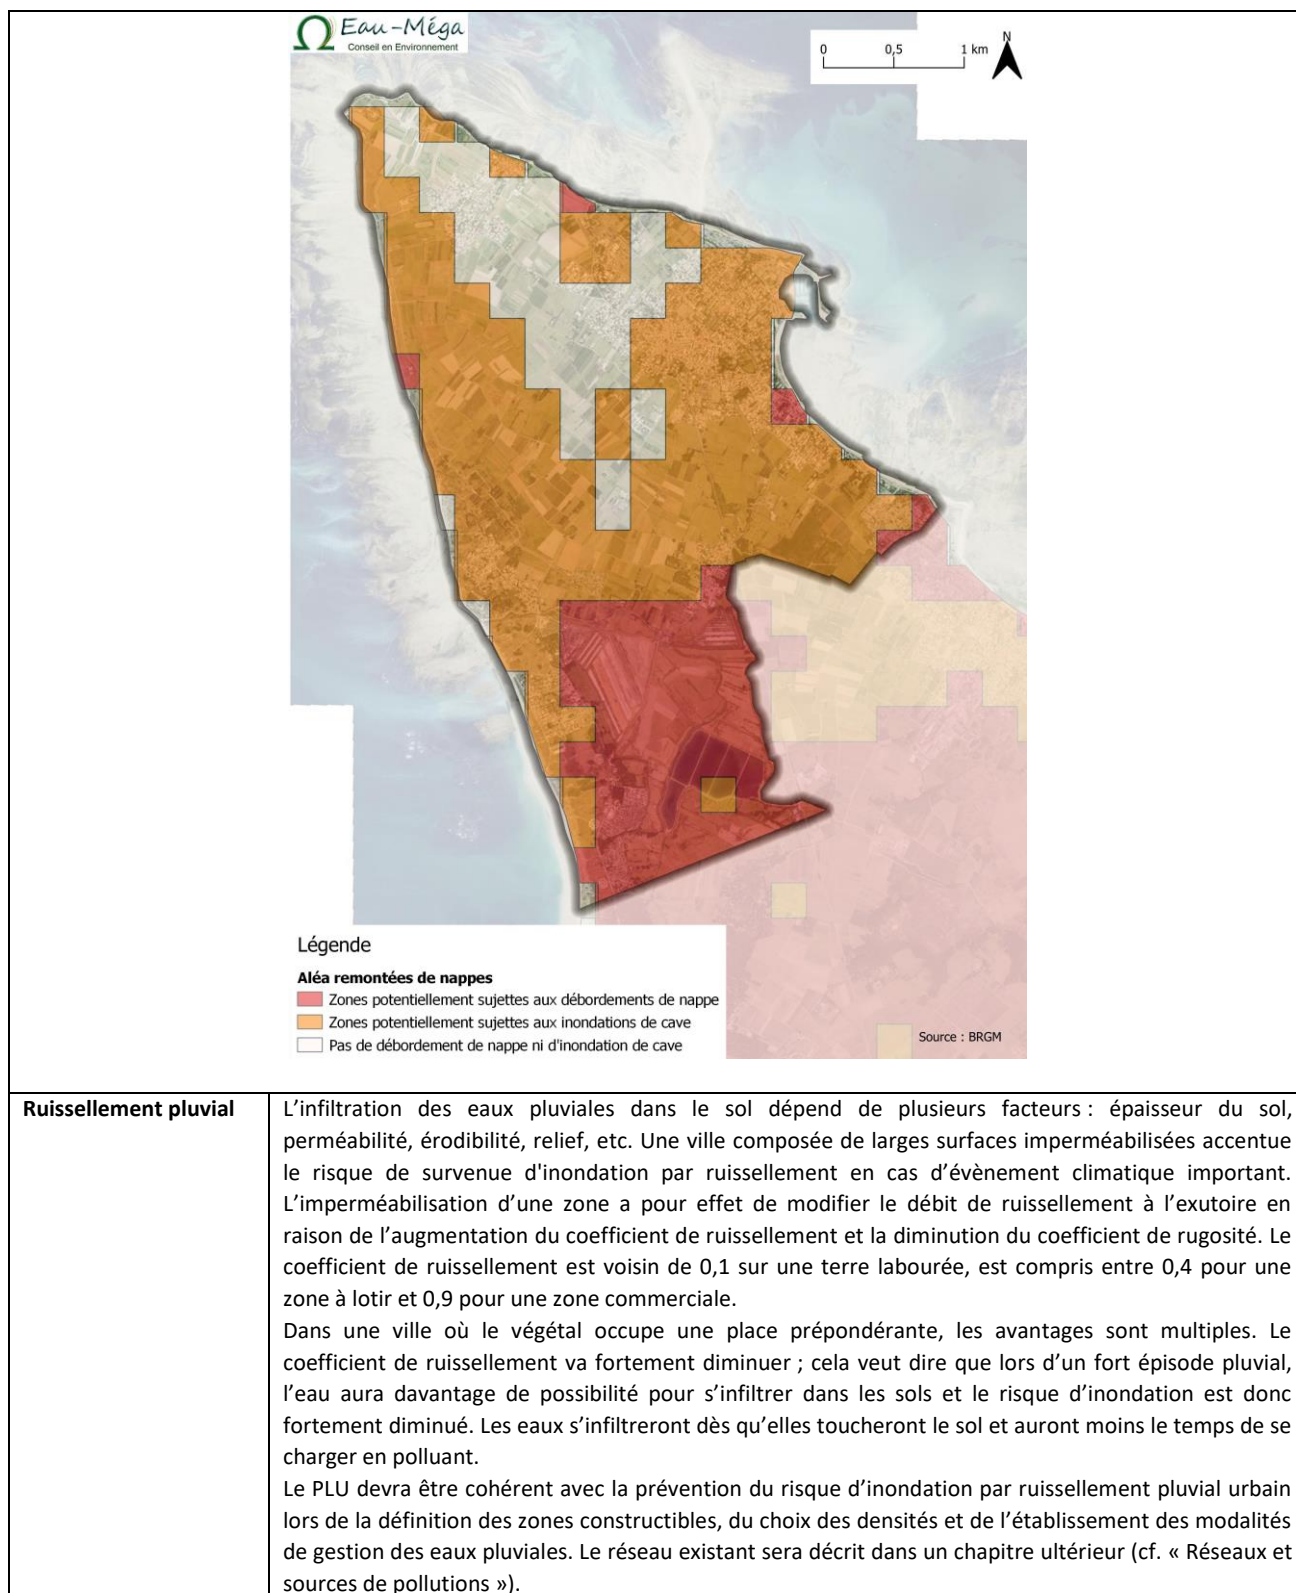 Eau-Méga
Conseil en Environnement
0 0,5 1 km
N
Légende
Aléa remontées de nappes
Zones potentiellement sujettes aux débordements de nappe
Zones potentiellement sujettes aux inondations de cave
Pas de débordement de nappe ni d'inondation de cave
Source : BRGM
Ruissellement pluvial
L’infiltration des eaux pluviales dans le sol dépend de plusieurs facteurs : épaisseur du sol,
perméabilité, érodibilité, relief, etc. Une ville composée de larges surfaces imperméabilisées accentue
le risque de survenue d'inondation par ruissellement en cas d’évènement climatique important.
L’imperméabilisation d’une zone a pour effet de modifier le débit de ruissellement à l’exutoire en
raison de l’augmentation du coefficient de ruissellement et la diminution du coefficient de rugosité. Le
coefficient de ruissellement est voisin de 0,1 sur une terre labourée, est compris entre 0,4 pour une
zone à lotir et 0,9 pour une zone commerciale.
Dans une ville où le végétal occupe une place prépondérante, les avantages sont multiples. Le
coefficient de ruissellement va fortement diminuer ; cela veut dire que lors d’un fort épisode pluvial,
l’eau aura davantage de possibilité pour s’infiltrer dans les sols et le risque d’inondation est donc
fortement diminué. Les eaux s’infiltreront dès qu’elles toucheront le sol et auront moins le temps de se
charger en polluant.
Le PLU devra être cohérent avec la prévention du risque d’inondation par ruissellement pluvial urbain
lors de la définition des zones constructibles, du choix des densités et de l’établissement des modalités
de gestion des eaux pluviales. Le réseau existant sera décrit dans un chapitre ultérieur (cf. « Réseaux et
sources de pollutions »).